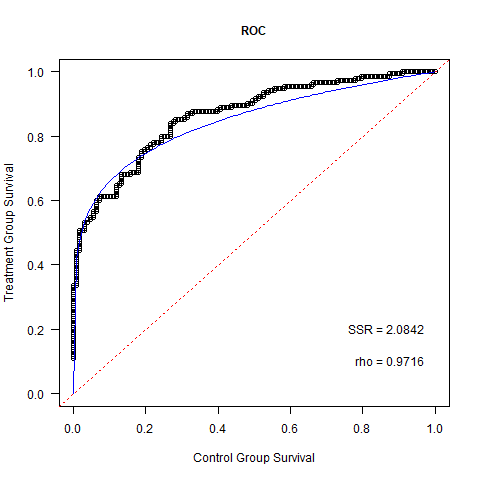 ROC
Treatment Group Survival
1.0
0.8
0.6
0.4
0.2
0.0
SSR = 2.0842
rho = 0.9716
0.0 0.2 0.4 0.6 0.8 1.0
Control Group Survival